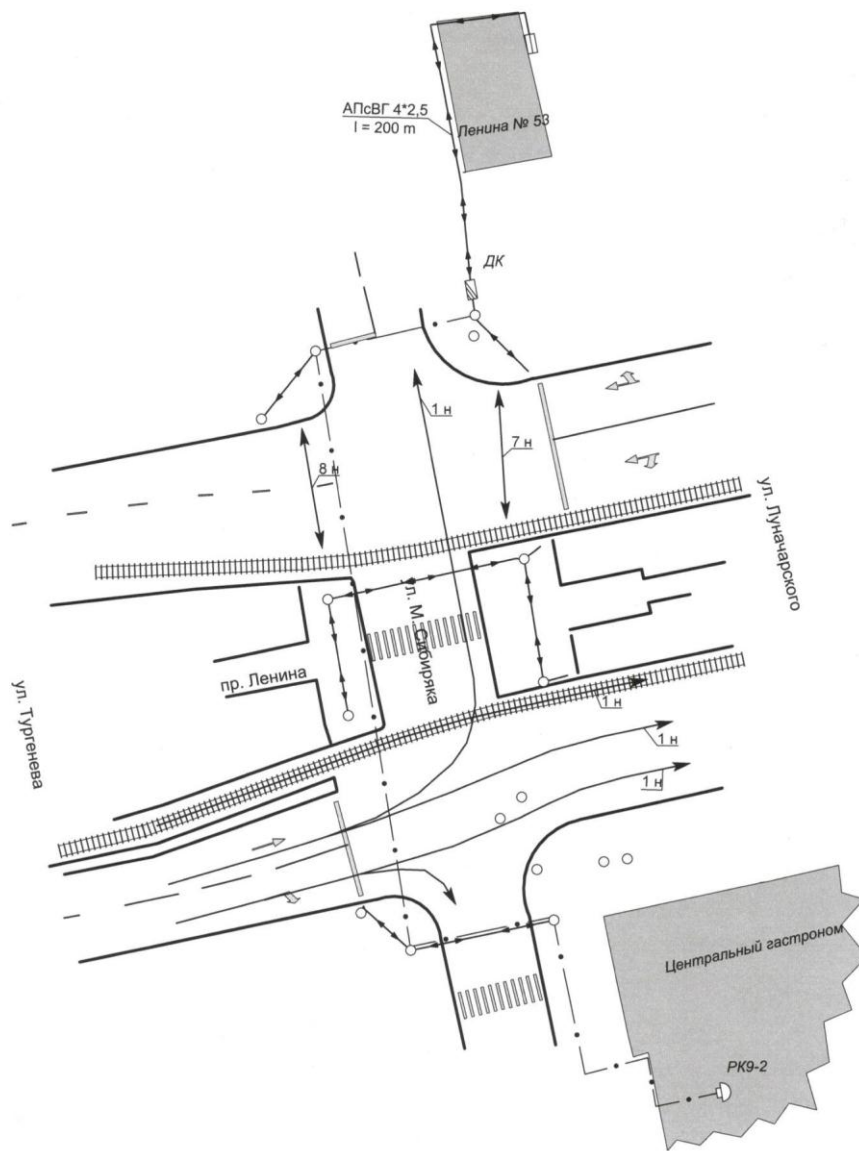 АПсВГ 4*2,5
l = 200 m
Ленина № 53
ДК
1 н
7 н
8 н
ул. Луначарского
ул. М. Сибиряка
пр. Ленина
ул. Тургенева
1 н
1 н
1 н
Центральный гастроном
РК9-2